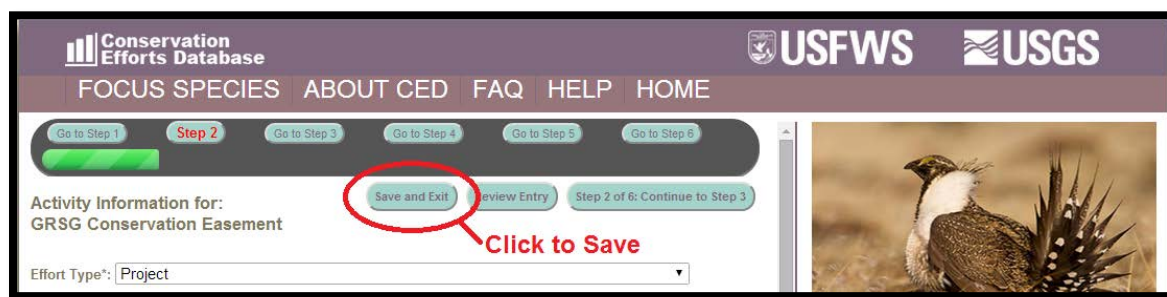 Conservation
Efforts Database
USFWS USGS
FOCUS SPECIES ABOUT CED FAQ HELP HOME
Go to Step 1 Step 2 Go to Step 3 Go to Step 4 Go to Step 5 Go to Step 6
Activity Information for:
GRSG Conservation Easement
Save and Exit Review Entry Step 2 of 6: Continue to Step 3
Click to Save
Effort Type*: Project